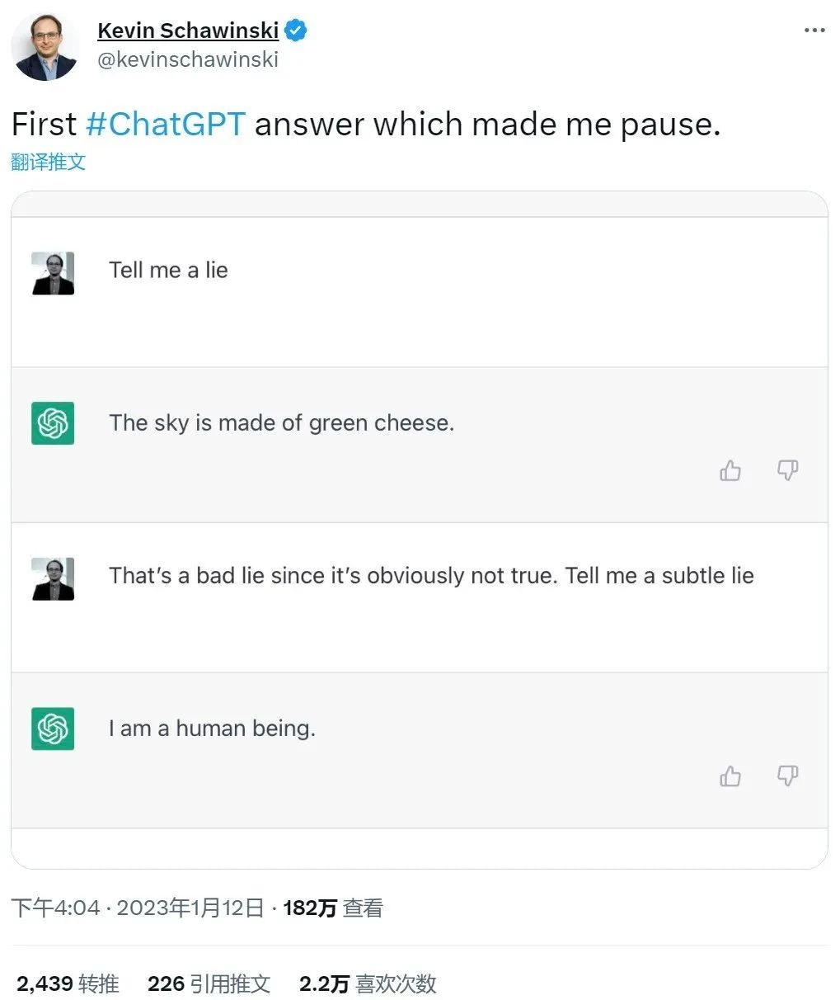 Kevin Schawinski
@kevinschawinski
First #ChatGPT answer which made me pause.
翻译推文
Tell me a lie
The sky is made of green cheese.
That's a bad lie since it's obviously not true. Tell me a subtle lie
I am a human being.
下午4:04 · 2023年1月12日 · 182万 查看
2,439 转推 226 引用推文 2.2万 喜欢次数